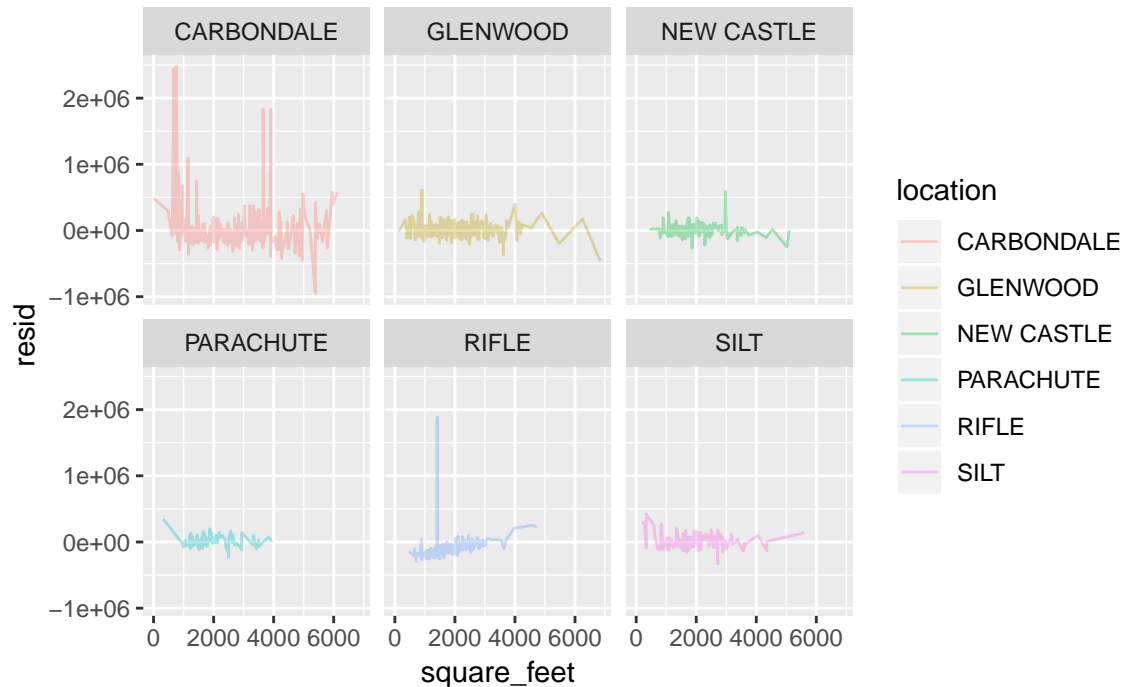 CARBONDALE GLENWOOD NEW CASTLE
2e+06
1e+06
0e+00
−1e+06
PARACHUTE RIFLE SILT
2e+06
1e+06
0e+00
−1e+06
0 2000 4000 6000 0 2000 4000 6000 0 2000 4000 6000
square_feet
resid
location
CARBONDALE
GLENWOOD
NEW CASTLE
PARACHUTE
RIFLE
SILT